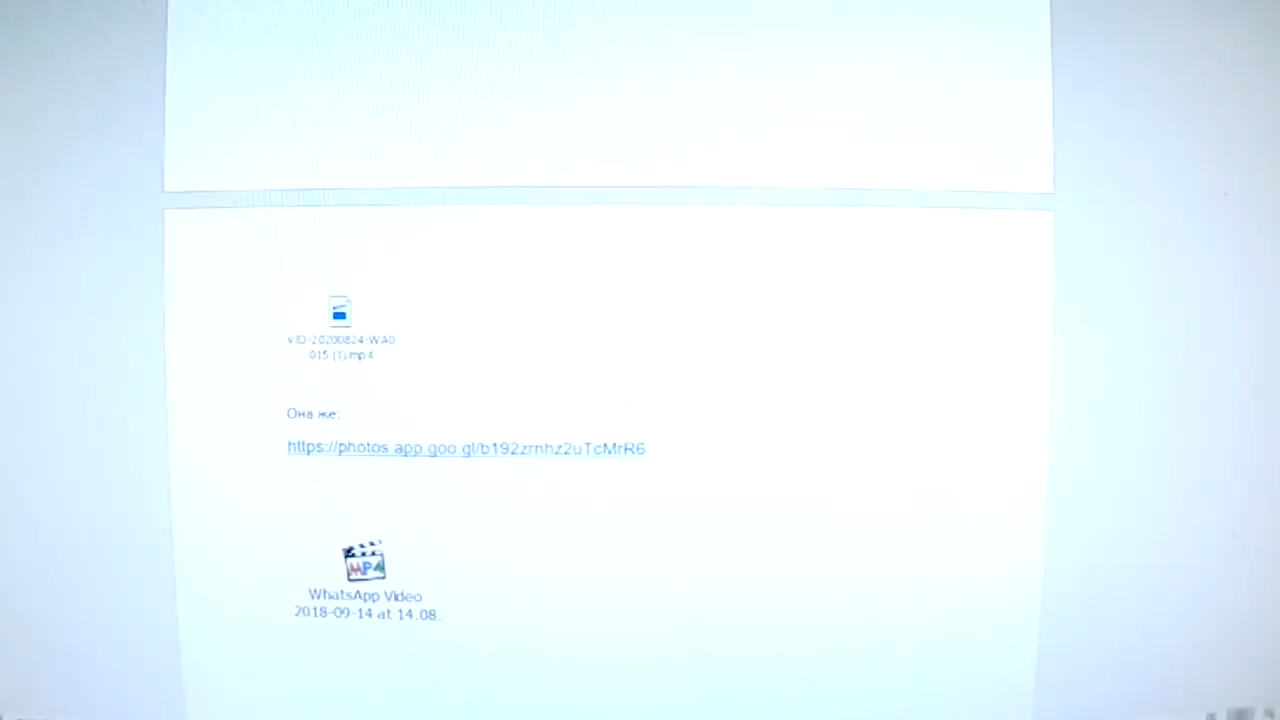 VID-20200824-WA0
015 (1).mp4
Она же:
https://photos.app.goo.gl/b192zrnhz2uTcMrR6
MP4
WhatsApp Video
2018-09-14 at 14.08.